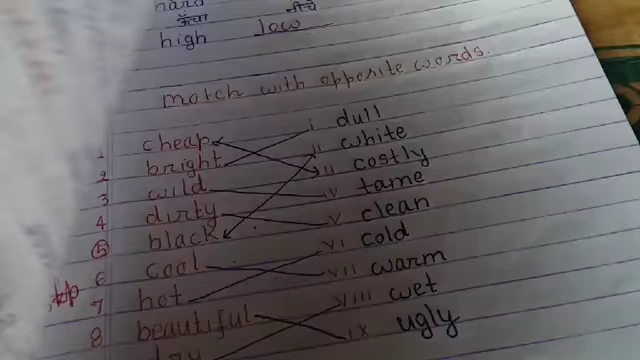 hard
ऊँचा नीचे
high low
match with opposite words.
1 cheap i dull
2 bright ii white
3 wild iii costly
4 dirty iv tame
5 black v clean
6 cool vi cold
7 hot vii warm
8 beautiful viii wet
ix ugly